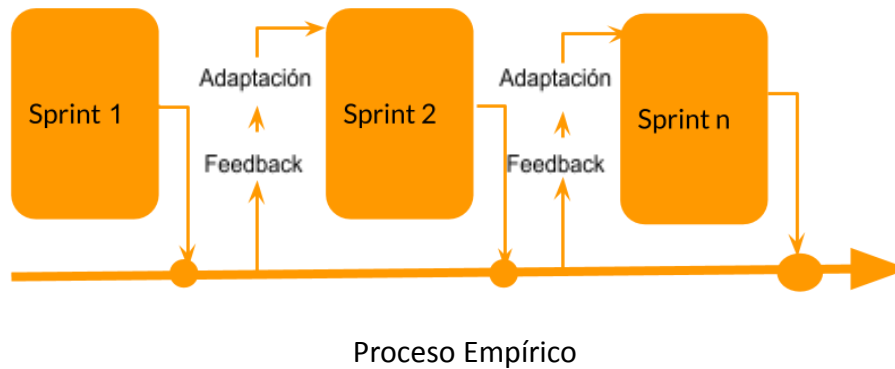 Sprint 1
Adaptación
Feedback
Sprint 2
Adaptación
Feedback
Sprint n
Proceso Empírico